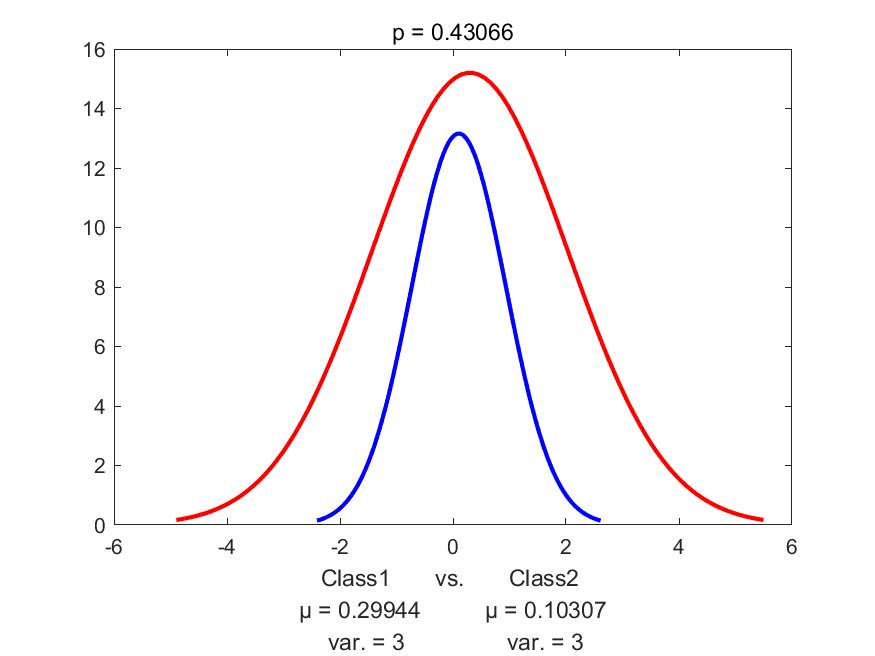 p = 0.43066
16
14
12
10
8
6
4
2
0
-6 -4 -2 0 2 4 6
Class1 vs. Class2
μ = 0.29944 μ = 0.10307
var. = 3 var. = 3